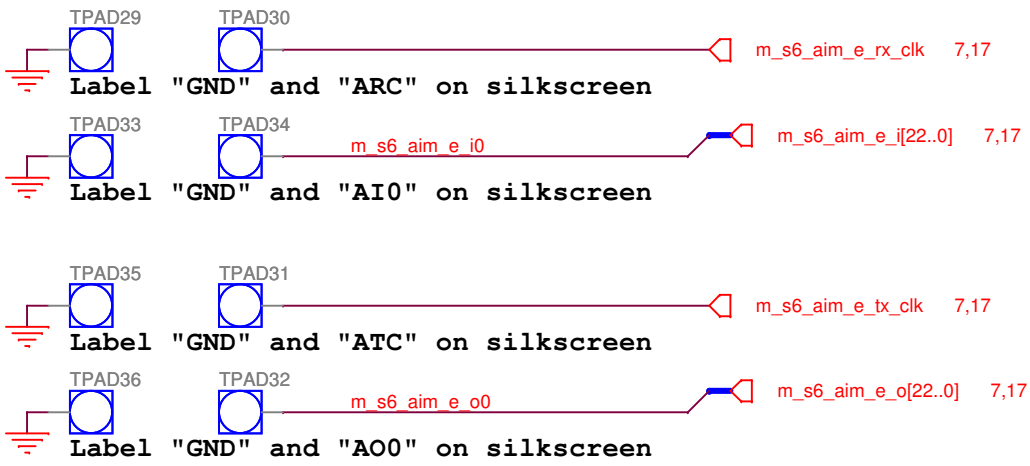 TPAD29 TPAD30
m_s6_aim_e_rx_clk 7,17
Label "GND" and "ARC" on silkscreen
TPAD33 TPAD34
m_s6_aim_e_i0 m_s6_aim_e_i[22..0] 7,17
Label "GND" and "AI0" on silkscreen
TPAD35 TPAD31
m_s6_aim_e_tx_clk 7,17
Label "GND" and "ATC" on silkscreen
TPAD36 TPAD32
m_s6_aim_e_o0 m_s6_aim_e_o[22..0] 7,17
Label "GND" and "AO0" on silkscreen